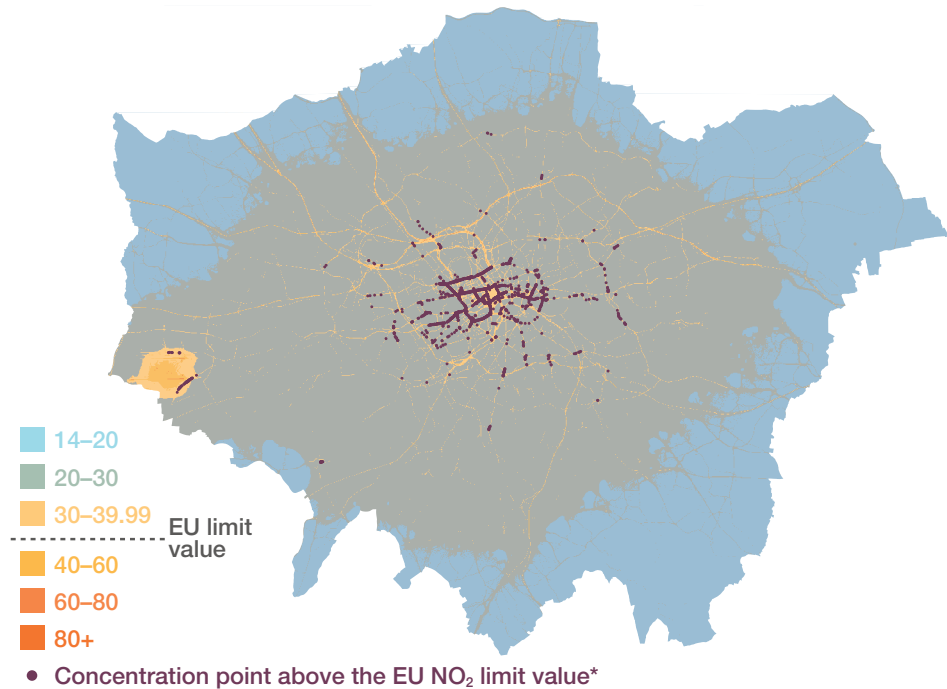 14–20
20–30
30–39.99
EU limit
value
40–60
60–80
80+
Concentration point above the EU NO₂ limit value*